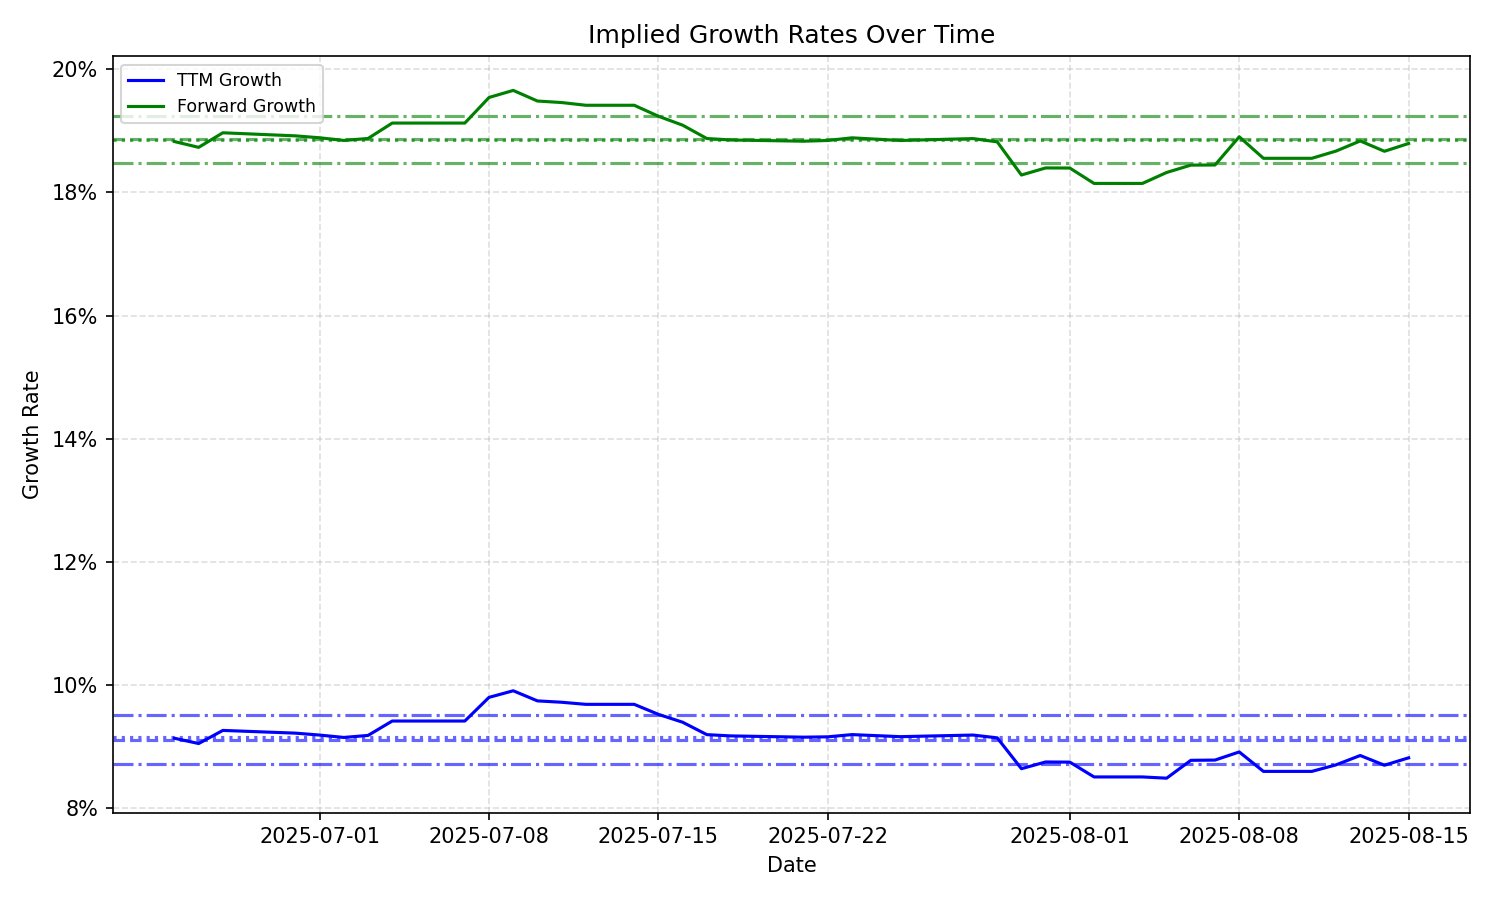 Implied Growth Rates Over Time
TTM Growth
Forward Growth
20%
18%
16%
14%
12%
10%
8%
Growth Rate
2025-07-01
2025-07-08
2025-07-15
2025-07-22
2025-08-01
2025-08-08
2025-08-15
Date